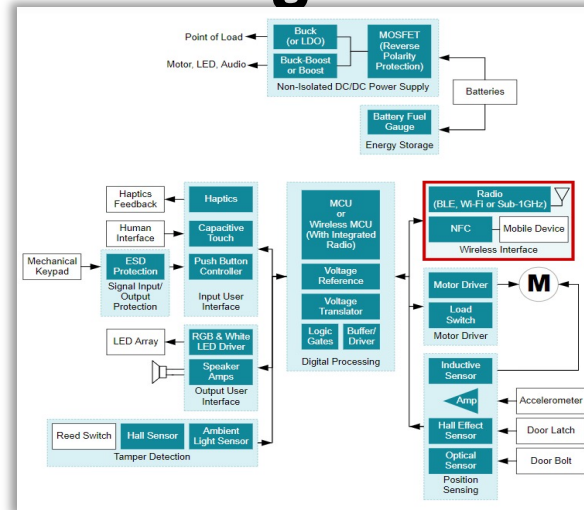 Point of Load
Motor, LED, Audio
Buck
(or LDO)
Buck-Boost
or Boost
MOSFET
(Reverse
Polarity
Protection)
Non-Isolated DC/DC Power Supply
Batteries
Battery Fuel
Gauge
Energy Storage
Haptics
Feedback
Haptics
Human
Interface
Capacitive
Touch
Mechanical
Keypad
ESD
Protection
Push Button
Controller
Signal Input/
Output
Protection
Input User
Interface
LED Array
RGB & White
LED Driver
Speaker
Amps
Output User
Interface
Reed Switch
Hall Sensor
Ambient
Light Sensor
Tamper Detection
MCU
or
Wireless MCU
(With Integrated
Radio)
Voltage
Reference
Voltage
Translator
Logic
Gates
Buffer/
Driver
Digital Processing
Radio
(BLE, Wi-Fi or Sub-1GHz)
NFC
Mobile Device
Wireless Interface
Motor Driver
M
Load
Switch
Motor Driver
Inductive
Sensor
Amp
Accelerometer
Hall Effect
Sensor
Door Latch
Optical
Sensor
Door Bolt
Position
Sensing